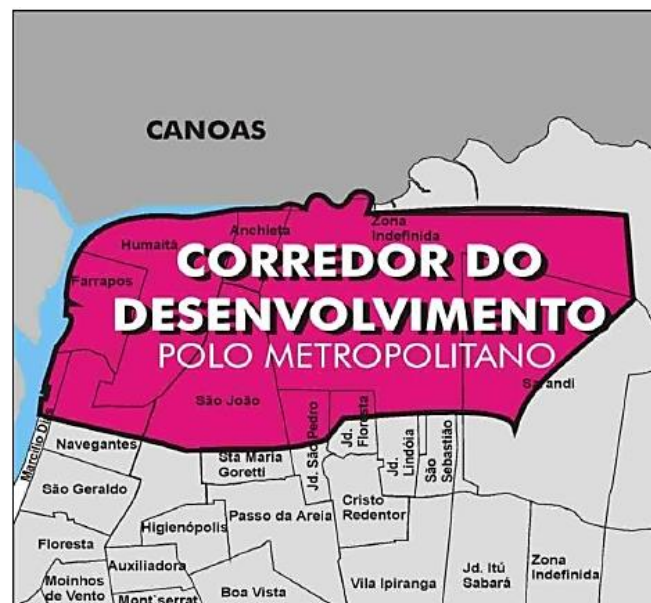 CANOAS
Anchieta
Zona
Indefinida
Humaitá
CORREDOR DO
Farrapos
DESENVOLVIMENTO
POLO METROPOLITANO
Sarandi
São João
Jd. São Pedro
Jd.
Floresta
Jd.
Lindóia
São
Sebastião
Marcílio Dias
Navegantes
Sta Maria
Goretti
São Geraldo
Higienópolis
Passo da Areia
Cristo
Redentor
Floresta
Auxiliadora
Moinhos
de Vento
Mont´serrat
Boa Vista
Vila Ipiranga
Jd. Itú
Sabará
Zona
Indefinida